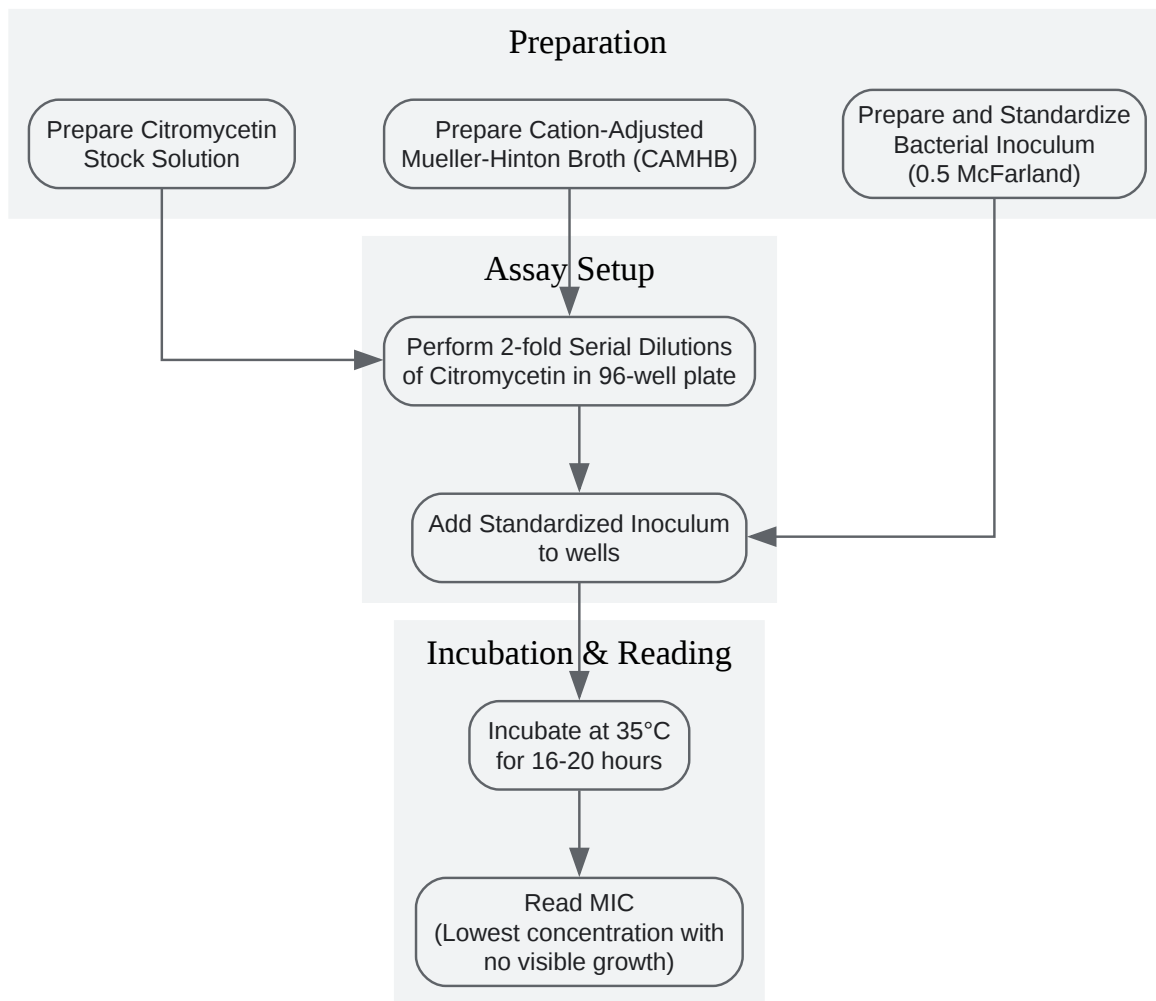 Preparation
Prepare Citromycetin
Stock Solution
Prepare Cation-Adjusted
Mueller-Hinton Broth (CAMHB)
Prepare and Standardize
Bacterial Inoculum
(0.5 McFarland)
Assay Setup
Perform 2-fold Serial Dilutions
of Citromycetin in 96-well plate
Add Standardized Inoculum
to wells
Incubation & Reading
Incubate at 35°C
for 16-20 hours
Read MIC
(Lowest concentration with
no visible growth)